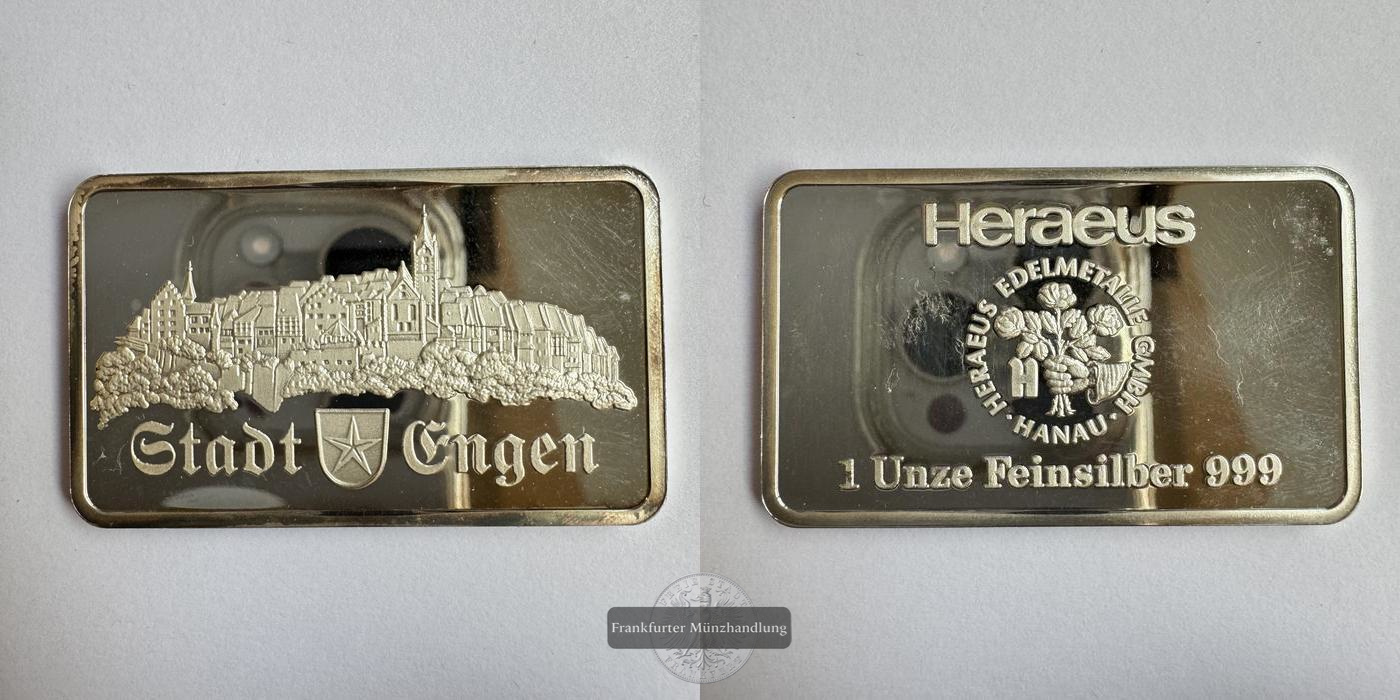 Stadt Engen
Heraeus
HERAEUS EDELMETALLE GMBH
· HANAU ·
H
1 Unze Feinsilber 999
Frankfurter Münzhandlung